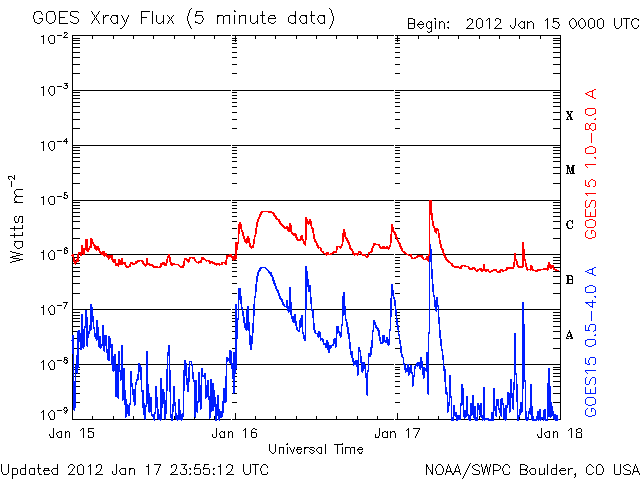 GOES Xray Flux (5 minute data)
Begin: 2012 Jan 15 0000 UTC
10-2
10-3
10-4
10-5
10-6
10-7
10-8
10-9
Watts m-2
X
M
C
B
A
GOES15 1.0-8.0 A
GOES15 0.5-4.0 A
Jan 15
Jan 16
Jan 17
Jan 18
Universal Time
Updated 2012 Jan 17 23:55:12 UTC
NOAA/SWPC Boulder, CO USA